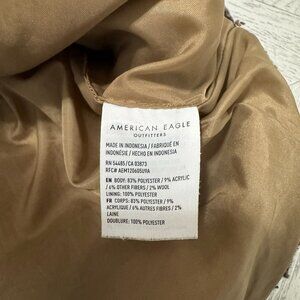 AMERICAN EAGLE
OUTFITTERS
MADE IN INDONESIA / FABRIQUÉ EN
INDONÉSIE / HECHO EN INDONESIA
RN 54485/CA 03873
RFC# AEM120605U9A
EN BODY: 83% POLYESTER / 9% ACRYLIC
/ 6% OTHER FIBERS / 2% WOOL
LINING: 100% POLYESTER
FR CORPS: 83% POLYESTER / 9%
ACRYLIQUE / 6% AUTRES FIBRES / 2%
LAINE
DOUBLURE: 100% POLYESTER